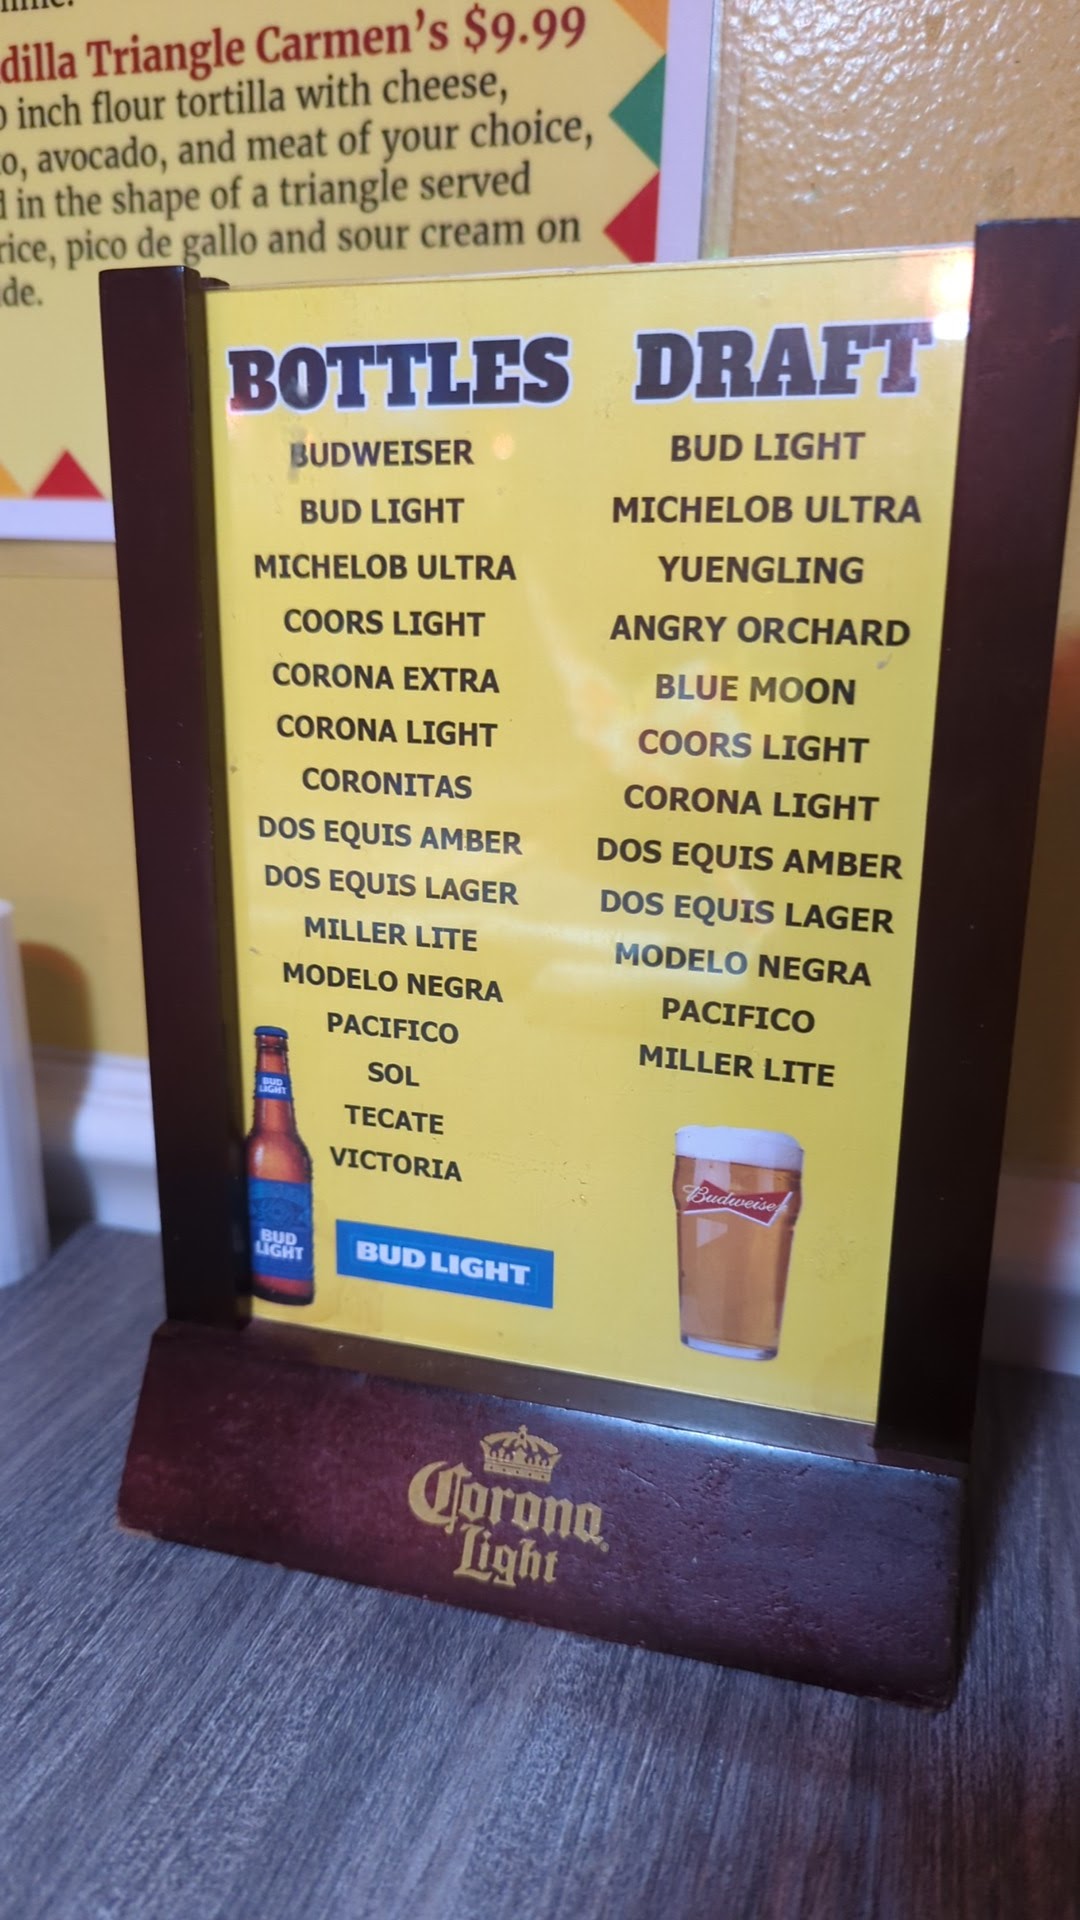 dilla Triangle Carmen's $9.99
inch flour tortilla with cheese,
avocado, and meat of your choice,
in the shape of a triangle served
rice, pico de gallo and sour cream on
BOTTLES
BUDWEISER
BUD LIGHT
MICHELOB ULTRA
COORS LIGHT
CORONA EXTRA
CORONA LIGHT
CORONITAS
DOS EQUIS AMBER
DOS EQUIS LAGER
MILLER LITE
MODELO NEGRA
PACIFICO
SOL
TECATE
VICTORIA
DRAFT
BUD LIGHT
MICHELOB ULTRA
YUENGLING
ANGRY ORCHARD
BLUE MOON
COORS LIGHT
CORONA LIGHT
DOS EQUIS AMBER
DOS EQUIS LAGER
MODELO NEGRA
PACIFICO
MILLER LITE
BUD
LIGHT
BUD
LIGHT
BUD LIGHT
Budweiser
Corona
Light